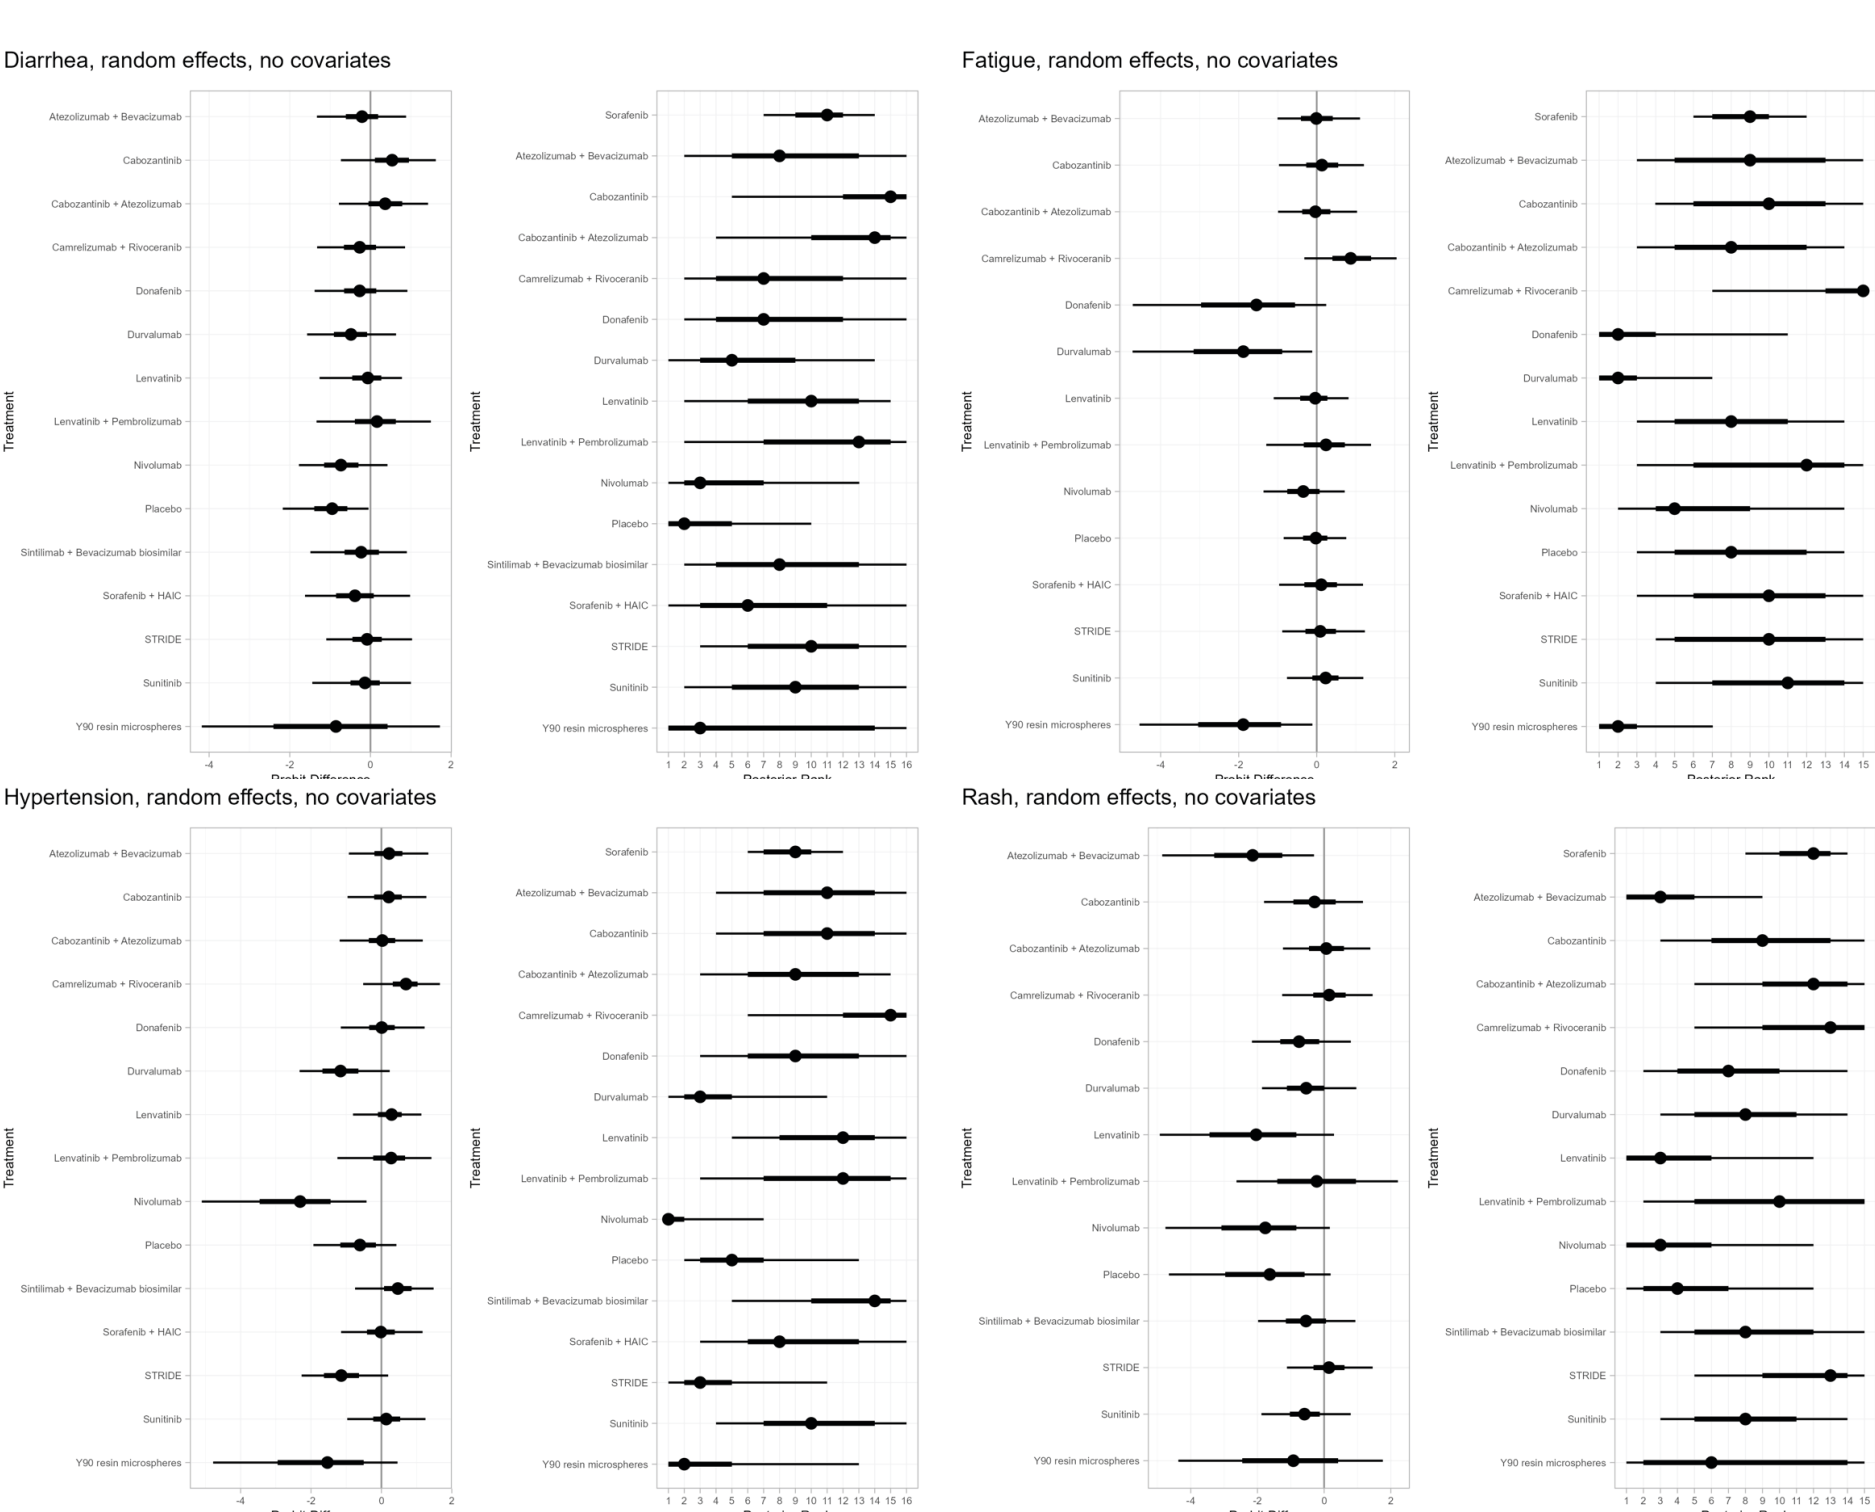 Diarrhea, random effects, no covariates
Treatment
Atezolizumab + Bevacizumab
Cabozantinib
Cabozantinib + Atezolizumab
Camrelizumab + Rivoceranib
Donafenib
Durvalumab
Lenvatinib
Lenvatinib + Pembrolizumab
Nivolumab
Placebo
Sintilimab + Bevacizumab biosimilar
Sorafenib + HAIC
STRIDE
Sunitinib
Y90 resin microspheres
-4 -2 0 2
Probit Difference
Treatment
Sorafenib
Atezolizumab + Bevacizumab
Cabozantinib
Cabozantinib + Atezolizumab
Camrelizumab + Rivoceranib
Donafenib
Durvalumab
Lenvatinib
Lenvatinib + Pembrolizumab
Nivolumab
Placebo
Sintilimab + Bevacizumab biosimilar
Sorafenib + HAIC
STRIDE
Sunitinib
Y90 resin microspheres
1 2 3 4 5 6 7 8 9 10 11 12 13 14 15 16
Posterior Rank
Fatigue, random effects, no covariates
Treatment
Atezolizumab + Bevacizumab
Cabozantinib
Cabozantinib + Atezolizumab
Camrelizumab + Rivoceranib
Donafenib
Durvalumab
Lenvatinib
Lenvatinib + Pembrolizumab
Nivolumab
Placebo
Sorafenib + HAIC
STRIDE
Sunitinib
Y90 resin microspheres
-4 -2 0 2
Probit Difference
Treatment
Sorafenib
Atezolizumab + Bevacizumab
Cabozantinib
Cabozantinib + Atezolizumab
Camrelizumab + Rivoceranib
Donafenib
Durvalumab
Lenvatinib
Lenvatinib + Pembrolizumab
Nivolumab
Placebo
Sorafenib + HAIC
STRIDE
Sunitinib
Y90 resin microspheres
1 2 3 4 5 6 7 8 9 10 11 12 13 14 15
Posterior Rank
Hypertension, random effects, no covariates
Treatment
Atezolizumab + Bevacizumab
Cabozantinib
Cabozantinib + Atezolizumab
Camrelizumab + Rivoceranib
Donafenib
Durvalumab
Lenvatinib
Lenvatinib + Pembrolizumab
Nivolumab
Placebo
Sintilimab + Bevacizumab biosimilar
Sorafenib + HAIC
STRIDE
Sunitinib
Y90 resin microspheres
-4 -2 0 2
Treatment
Sorafenib
Atezolizumab + Bevacizumab
Cabozantinib
Cabozantinib + Atezolizumab
Camrelizumab + Rivoceranib
Donafenib
Durvalumab
Lenvatinib
Lenvatinib + Pembrolizumab
Nivolumab
Placebo
Sintilimab + Bevacizumab biosimilar
Sorafenib + HAIC
STRIDE
Sunitinib
Y90 resin microspheres
1 2 3 4 5 6 7 8 9 10 11 12 13 14 15 16
Rash, random effects, no covariates
Treatment
Atezolizumab + Bevacizumab
Cabozantinib
Cabozantinib + Atezolizumab
Camrelizumab + Rivoceranib
Donafenib
Durvalumab
Lenvatinib
Lenvatinib + Pembrolizumab
Nivolumab
Placebo
Sintilimab + Bevacizumab biosimilar
STRIDE
Sunitinib
Y90 resin microspheres
-4 -2 0 2
Treatment
Sorafenib
Atezolizumab + Bevacizumab
Cabozantinib
Cabozantinib + Atezolizumab
Camrelizumab + Rivoceranib
Donafenib
Durvalumab
Lenvatinib
Lenvatinib + Pembrolizumab
Nivolumab
Placebo
Sintilimab + Bevacizumab biosimilar
STRIDE
Sunitinib
Y90 resin microspheres
1 2 3 4 5 6 7 8 9 10 11 12 13 14 15